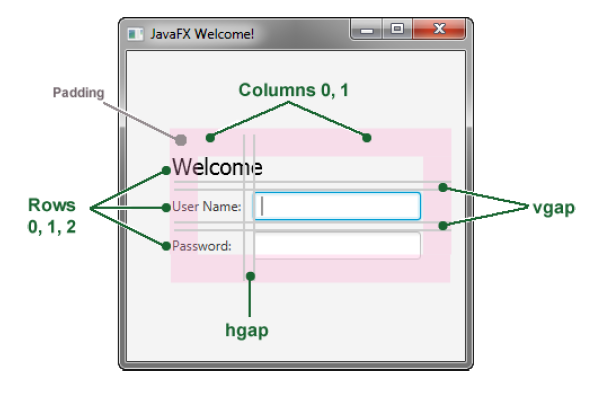 JavaFX Welcome!
Padding
Columns 0, 1
Welcome
Rows
0, 1, 2
User Name:
vgap
Password:
hgap